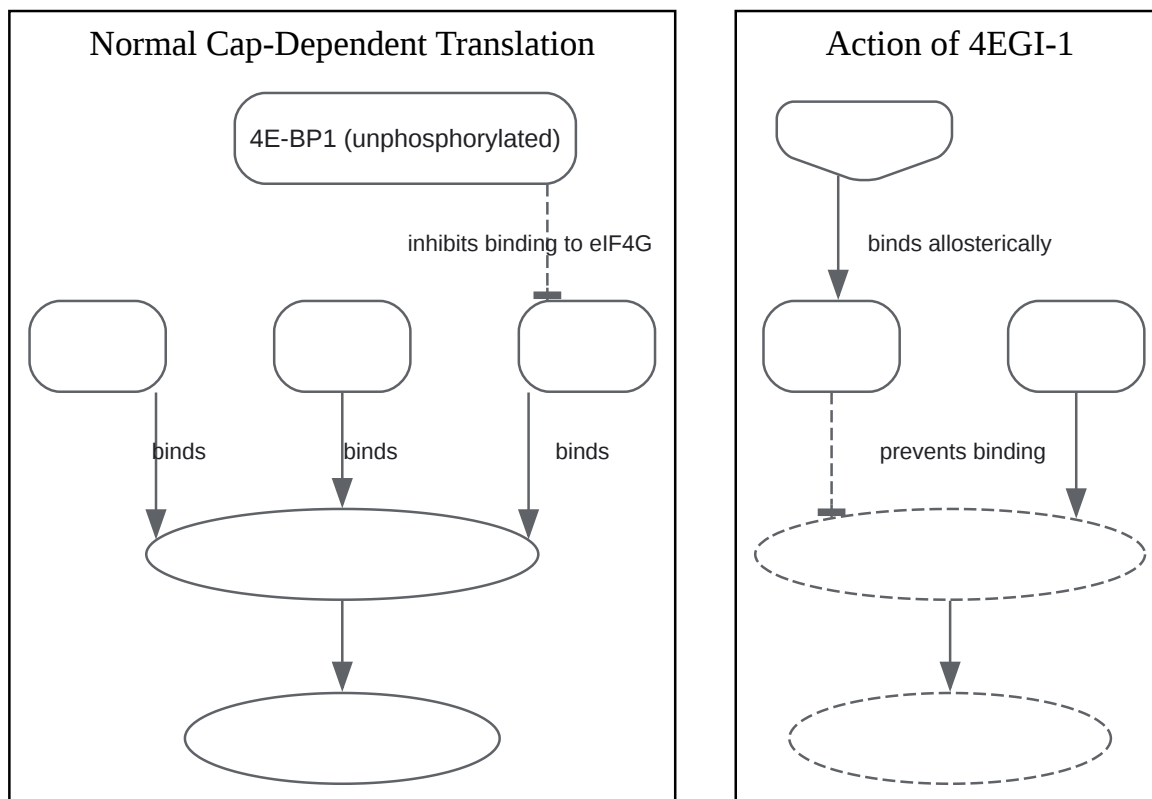 Normal Cap-Dependent Translation
4E-BP1 (unphosphorylated)
inhibits binding to eIF4G
binds
binds
binds
Action of 4EGI-1
binds allosterically
prevents binding